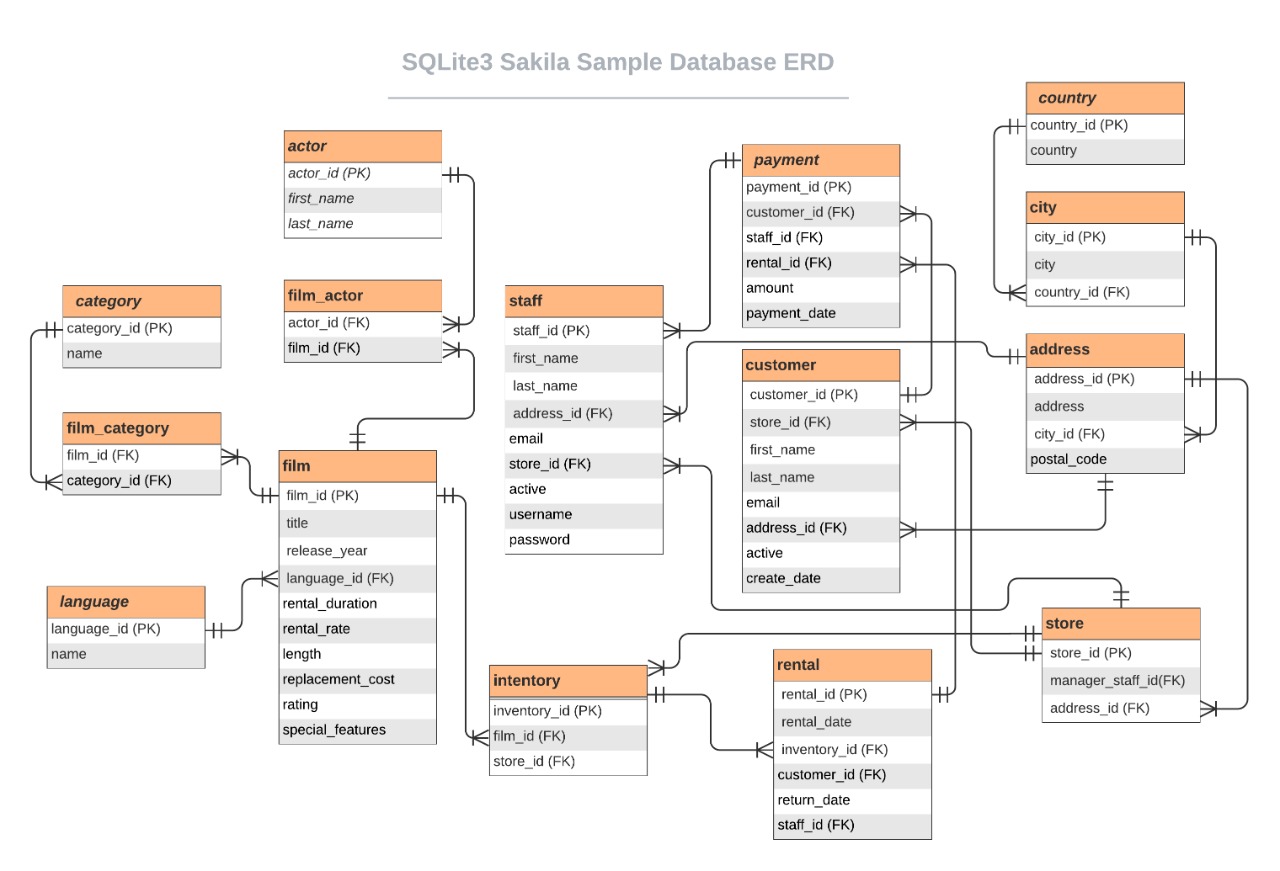 SQLite3 Sakila Sample Database ERD
actor
actor_id (PK)
first_name
last_name
film_actor
actor_id (FK)
film_id (FK)
category
category_id (PK)
name
film_category
film_id (FK)
category_id (FK)
language
language_id (PK)
name
film
film_id (PK)
title
release_year
language_id (FK)
rental_duration
rental_rate
length
replacement_cost
rating
special_features
staff
staff_id (PK)
first_name
last_name
address_id (FK)
email
store_id (FK)
active
username
password
inventory
inventory_id (PK)
film_id (FK)
store_id (FK)
payment
payment_id (PK)
customer_id (FK)
staff_id (FK)
rental_id (FK)
amount
payment_date
customer
customer_id (PK)
store_id (FK)
first_name
last_name
email
address_id (FK)
active
create_date
rental
rental_id (PK)
rental_date
inventory_id (FK)
customer_id (FK)
return_date
staff_id (FK)
country
country_id (PK)
country
city
city_id (PK)
city
country_id (FK)
address
address_id (PK)
address
city_id (FK)
postal_code
store
store_id (PK)
manager_staff_id(FK)
address_id (FK)